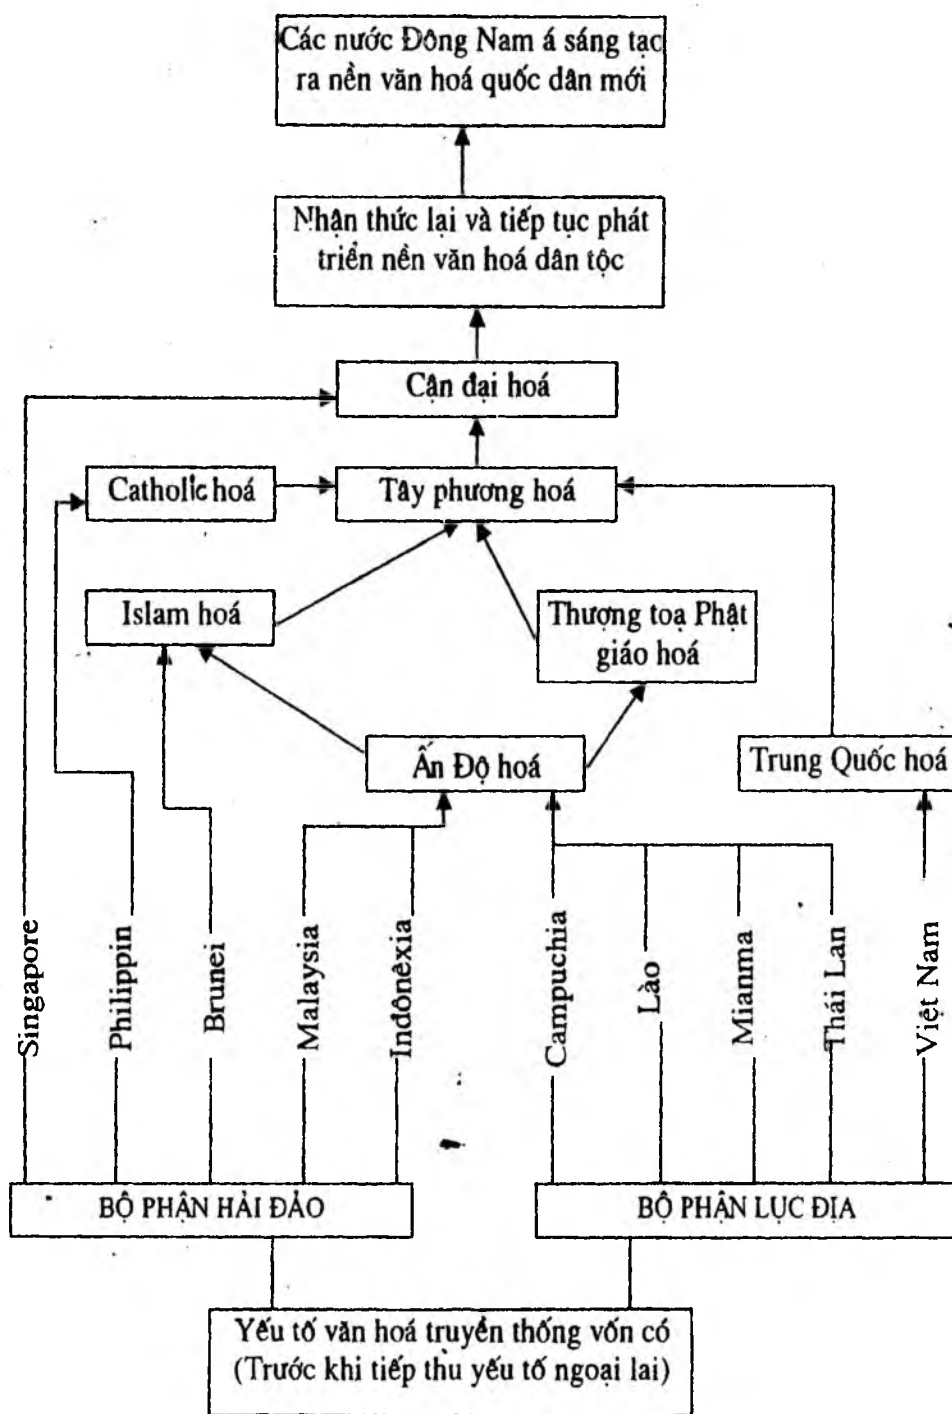 Các nước Đông Nam á sáng tạo
ra nền văn hoá quốc dân mới
Nhận thức lại và tiếp tục phát
triển nền văn hoá dân tộc
Cận đại hoá
Catholic hoá
Tây phương hoá
Islam hoá
Thượng toạ Phật
giáo hoá
Ấn Độ hoá
Trung Quốc hoá
Singapore
Philippin
Brunei
Malaysia
Indônêxia
Campuchia
Lào
Mianma
Thái Lan
Việt Nam
BỘ PHẬN HẢI ĐẢO
BỘ PHẬN LỤC ĐỊA
Yếu tố văn hoá truyền thống vốn có
(Trước khi tiếp thu yếu tố ngoại lai)